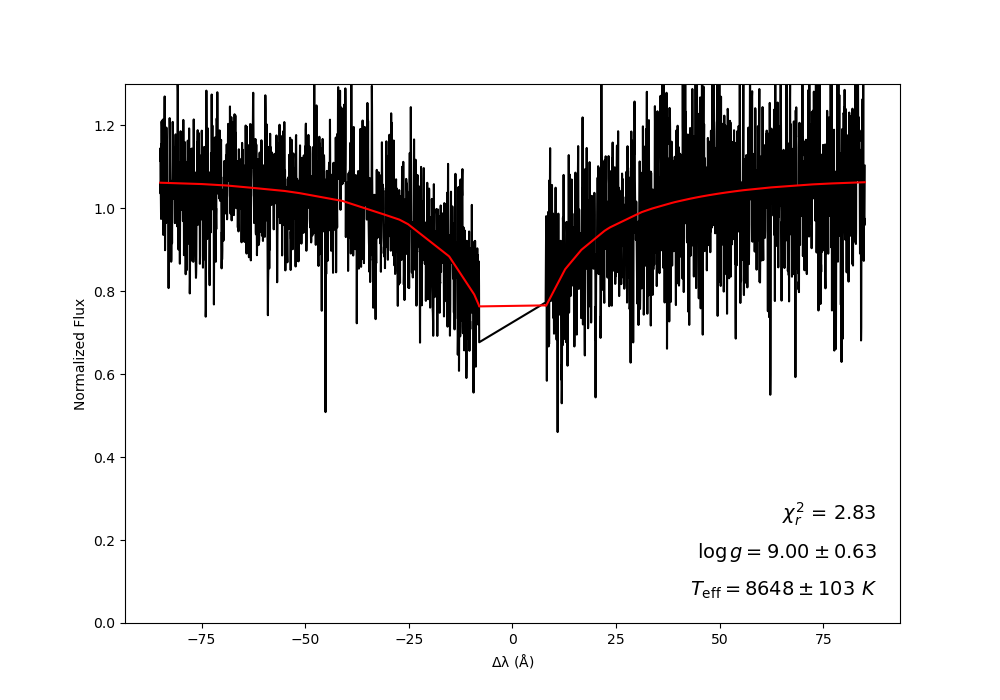 1.2
1.0
0.8
0.6
0.4
0.2
0.0
Normalized Flux
χ²ᵣ = 2.83
log g = 9.00 ± 0.63
T_eff = 8648 ± 103 K
−75 −50 −25 0 25 50 75
Δλ (Å)